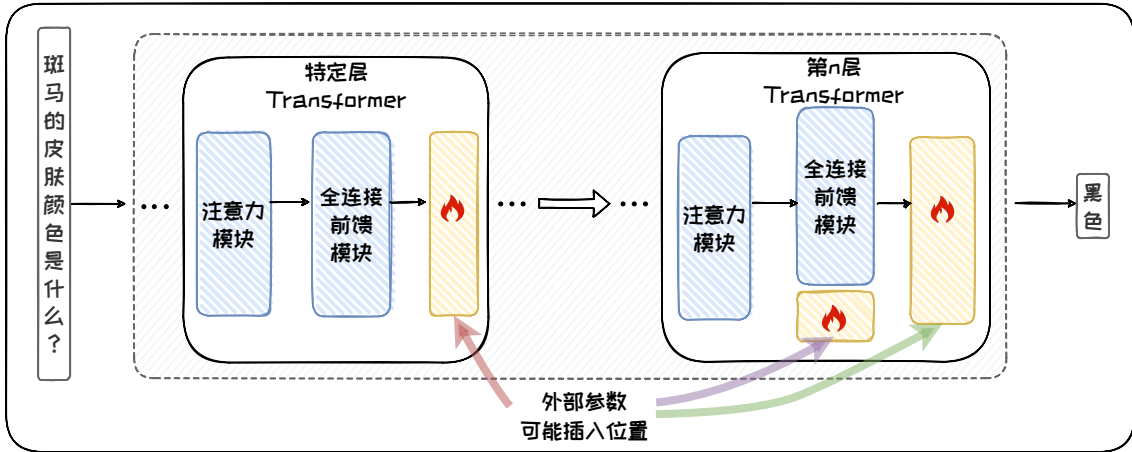 斑马的皮肤颜色是什么?
特定层
Transformer
注意力
模块
全连接
前馈
模块
第n层
Transformer
注意力
模块
全连接
前馈
模块
黑色
外部参数
可能插入位置